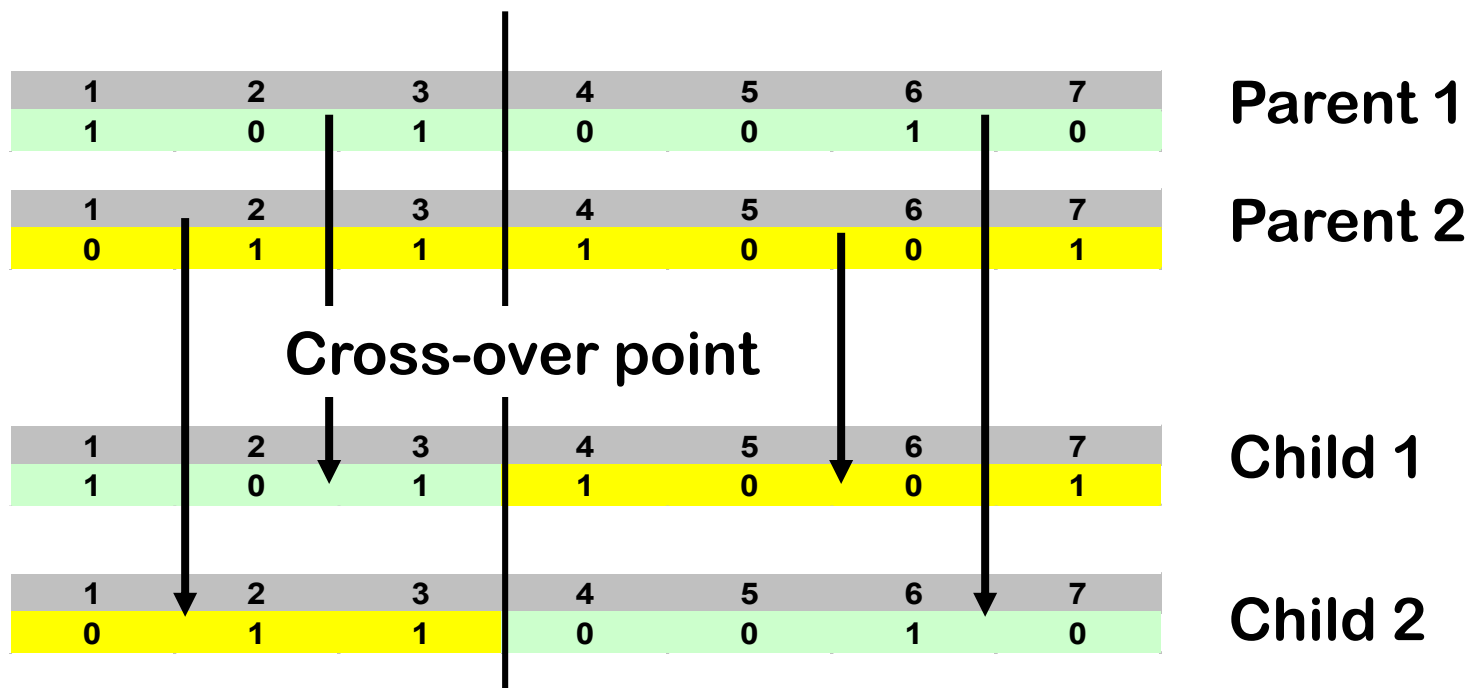 1 2 3 4 5 6 7
1 0 1 0 0 1 0
Parent 1
1 2 3 4 5 6 7
0 1 1 1 0 0 1
Parent 2
Cross-over point
1 2 3 4 5 6 7
1 0 1 1 0 0 1
Child 1
1 2 3 4 5 6 7
0 1 1 0 0 1 0
Child 2